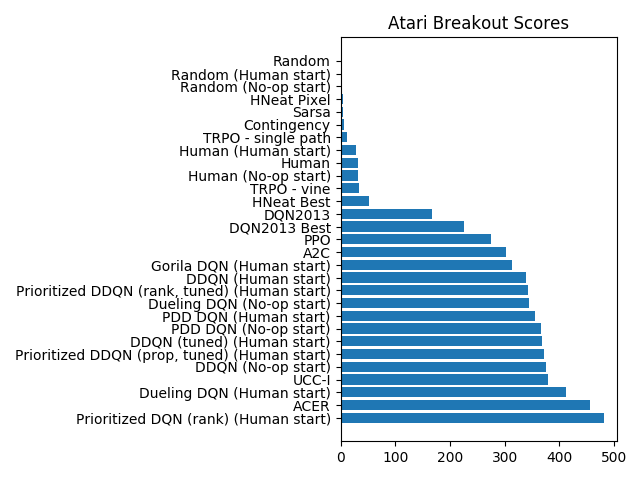 Atari Breakout Scores
Random
Random (Human start)
Random (No-op start)
HNeat Pixel
Sarsa
Contingency
TRPO - single path
Human (Human start)
Human
Human (No-op start)
TRPO - vine
HNeat Best
DQN2013
DQN2013 Best
PPO
A2C
Gorila DQN (Human start)
DDQN (Human start)
Prioritized DDQN (rank, tuned) (Human start)
Dueling DQN (No-op start)
PDD DQN (Human start)
PDD DQN (No-op start)
DDQN (tuned) (Human start)
Prioritized DDQN (prop, tuned) (Human start)
DDQN (No-op start)
UCC-I
Dueling DQN (Human start)
ACER
Prioritized DQN (rank) (Human start)
0 100 200 300 400 500